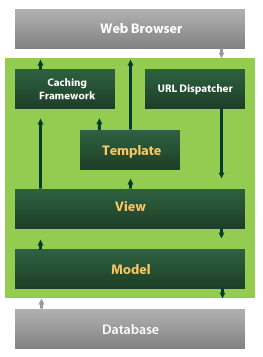 Web Browser
Caching
Framework
URL Dispatcher
Template
View
Model
Database